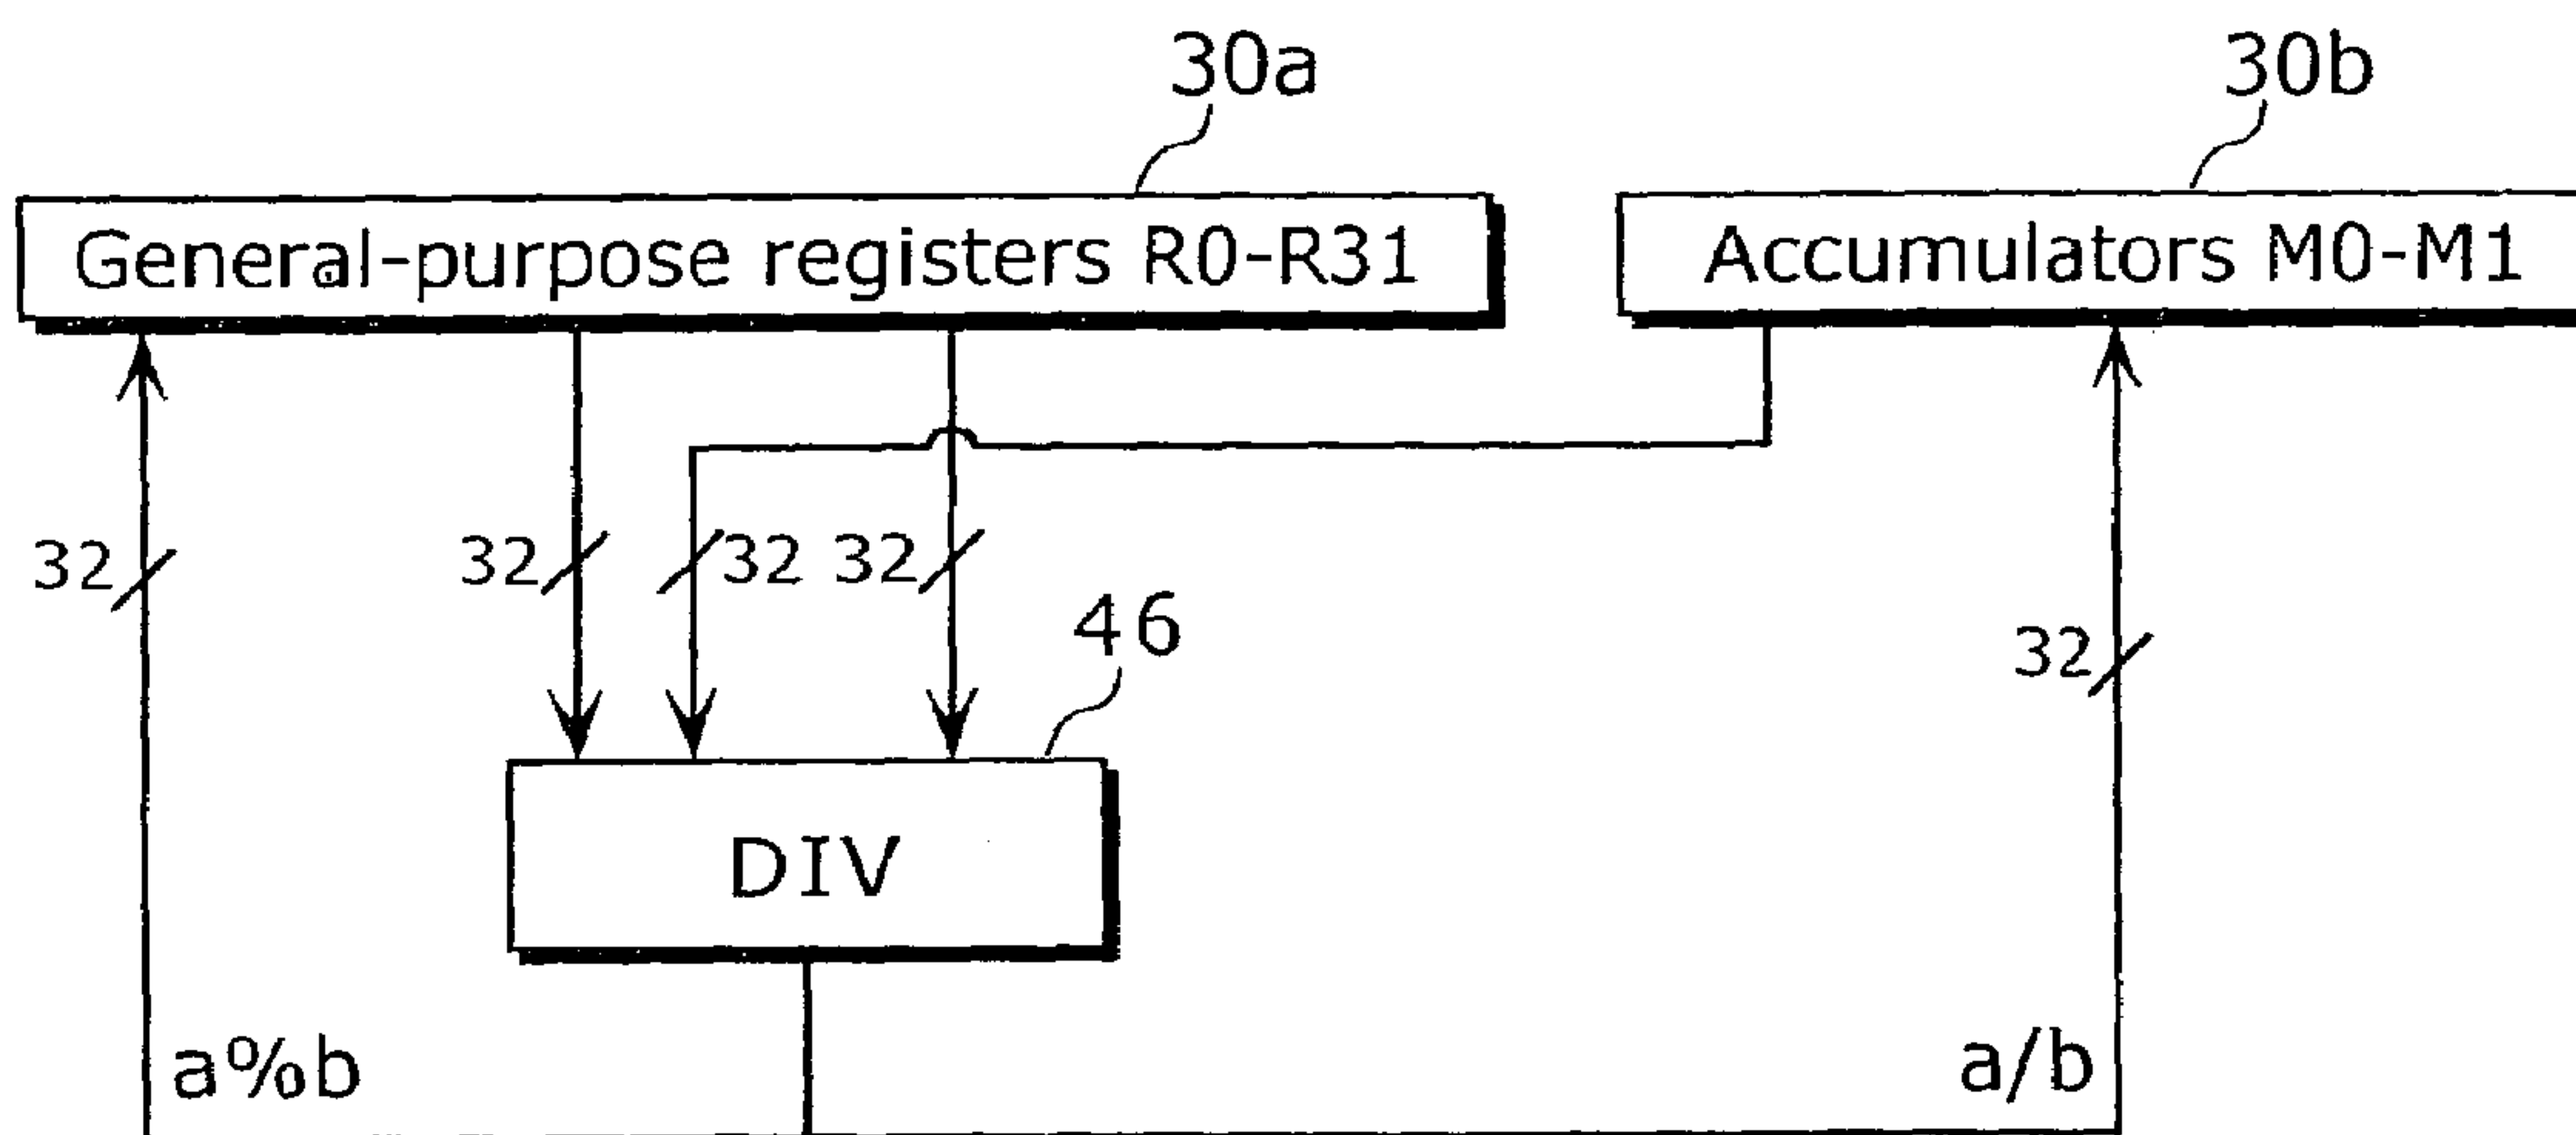 30a
30b
General-purpose registers R0-R31
Accumulators M0-M1
32
32
32
32
46
32
DIV
a%b
a/b